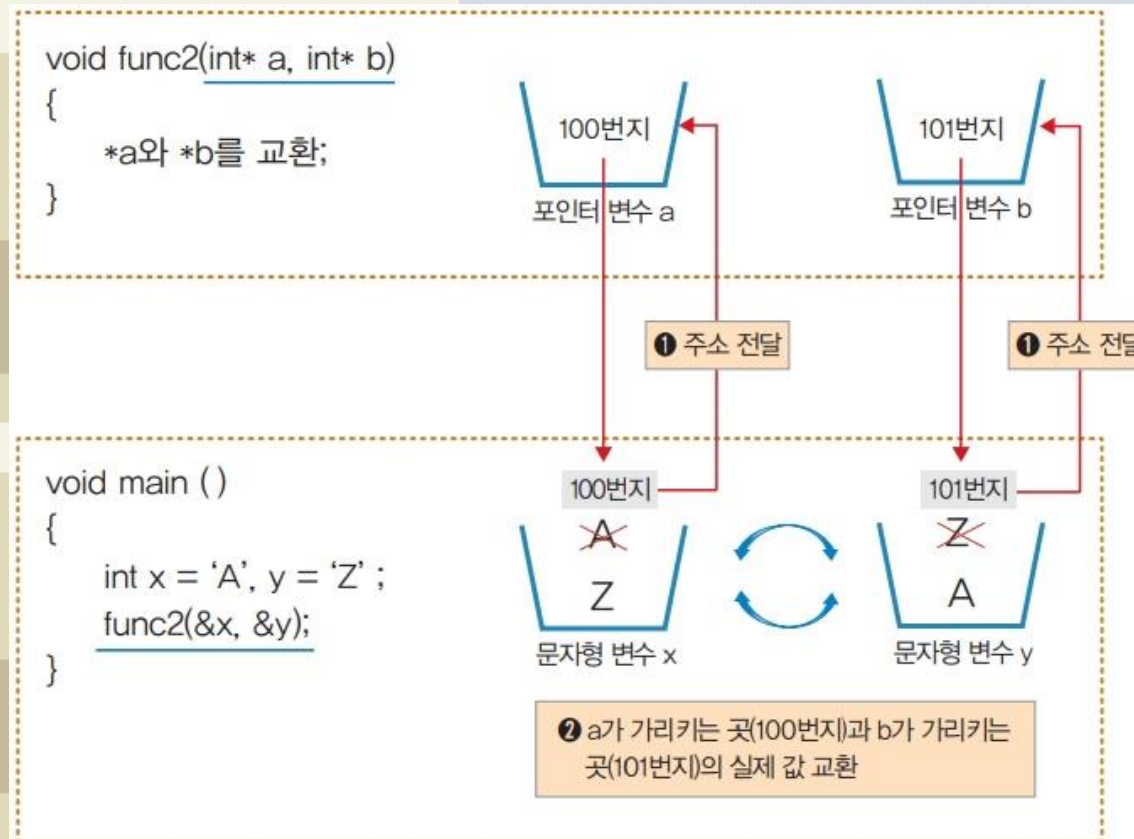 void func2(int* a, int* b)
{
*a와 *b를 교환;
}
100번지
포인터 변수 a
101번지
포인터 변수 b
❶ 주소 전달
❶ 주소 전달
void main ( )
{
int x = ‘A’, y = ‘Z’ ;
func2(&x, &y);
}
100번지
A
Z
문자형 변수 x
101번지
Z
A
문자형 변수 y
❷ a가 가리키는 곳(100번지)과 b가 가리키는
곳(101번지)의 실제 값 교환